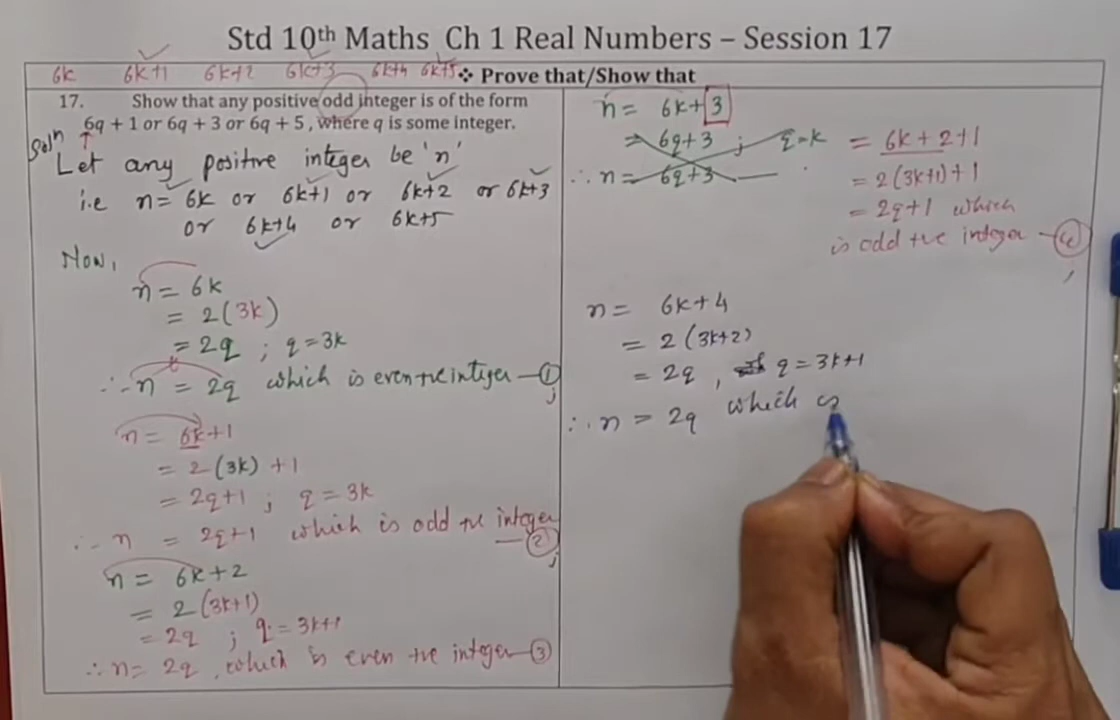 Std 10th Maths Ch 1 Real Numbers – Session 17
6k 6k+1 6k+2 6k+3 6k+4 6k+5 ❖ Prove that/Show that
17. Show that any positive odd integer is of the form
6q + 1 or 6q + 3 or 6q + 5 , where q is some integer.
Soln
Let any positive integer be 'n'
i.e n = 6k or 6k+1 or 6k+2 or 6k+3
or 6k+4 or 6k+5
Now,
n = 6k
= 2(3k)
= 2q ; q = 3k
∴ n = 2q which is even +ve integer — ①
n = 6k+1
= 2(3k) + 1
= 2q+1 ; q = 3k
∴ n = 2q+1 which is odd +ve integer
— ②
n = 6k+2
= 2(3k+1)
= 2q ; q = 3k+1
∴ n = 2q , which is even +ve integer — ③
n = 6k+3
= 6q+3 ; q=k
∴ n = 6q+3 —
= 6k+2+1
= 2(3k+1)+1
= 2q+1 which
is odd +ve integer — ④
n = 6k+4
= 2(3k+2)
= 2q , q = 3k+1
∴ n = 2q which is